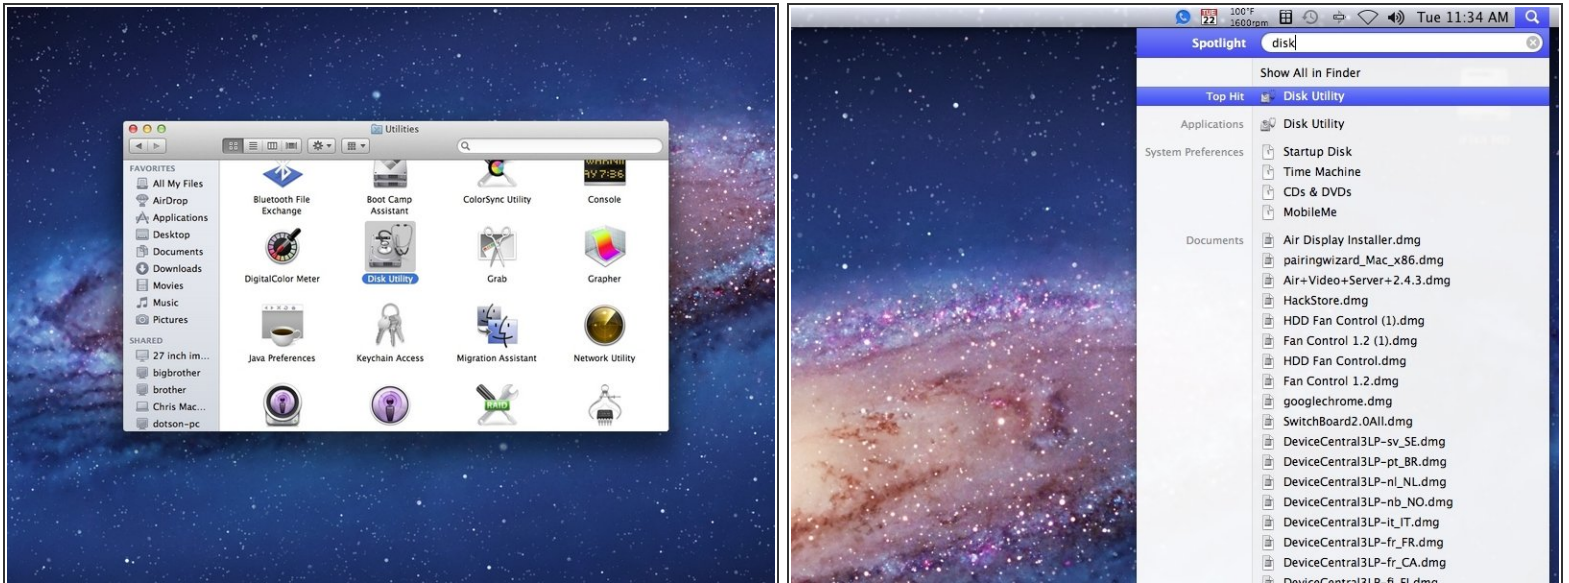 Utilities
FAVORITES
All My Files
AirDrop
Applications
Desktop
Documents
Downloads
Movies
Music
Pictures
SHARED
27 inch im...
bigbrother
brother
Chris Mac...
dotson-pc
Bluetooth File
Exchange
Boot Camp
Assistant
ColorSync Utility
Console
DigitalColor Meter
Disk Utility
Grab
Grapher
Java Preferences
Keychain Access
Migration Assistant
Network Utility
RAID
TUE
22
100°F
1600rpm
Tue 11:34 AM
Spotlight
disk
Show All in Finder
Top Hit
Disk Utility
Applications
Disk Utility
System Preferences
Startup Disk
Time Machine
CDs & DVDs
MobileMe
Documents
Air Display Installer.dmg
pairingwizard_Mac_x86.dmg
Air+Video+Server+2.4.3.dmg
HackStore.dmg
HDD Fan Control (1).dmg
Fan Control 1.2 (1).dmg
HDD Fan Control.dmg
Fan Control 1.2.dmg
googlechrome.dmg
SwitchBoard2.0All.dmg
DeviceCentral3LP-sv_SE.dmg
DeviceCentral3LP-pt_BR.dmg
DeviceCentral3LP-nl_NL.dmg
DeviceCentral3LP-nb_NO.dmg
DeviceCentral3LP-it_IT.dmg
DeviceCentral3LP-fr_FR.dmg
DeviceCentral3LP-fr_CA.dmg
DeviceCentral3LP-fi_FI.dmg